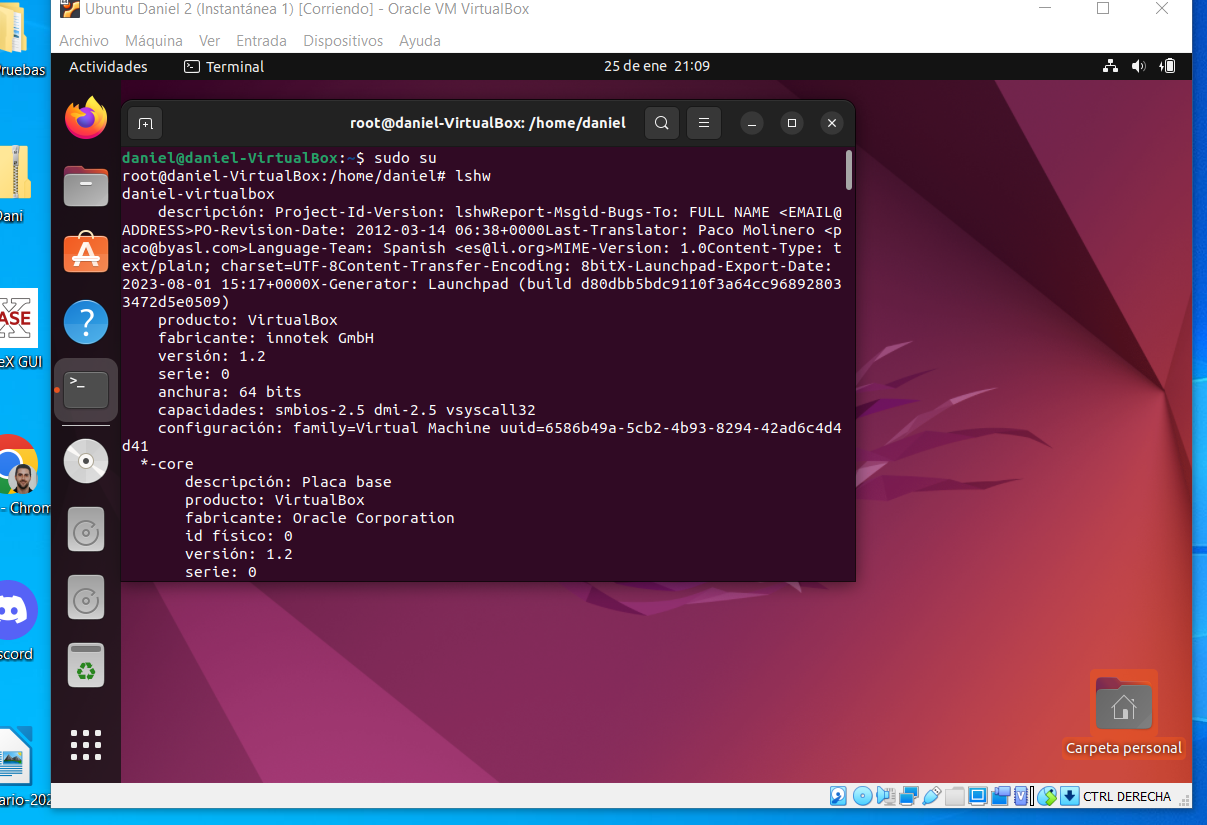 Ubuntu Daniel 2 (Instantánea 1) [Corriendo] - Oracle VM VirtualBox
Archivo Máquina Ver Entrada Dispositivos Ayuda
Actividades Terminal 25 de ene 21:09
root@daniel-VirtualBox: /home/daniel
daniel@daniel-VirtualBox:~$ sudo su
root@daniel-VirtualBox:/home/daniel# lshw
daniel-virtualbox
descripción: Project-Id-Version: lshwReport-Msgid-Bugs-To: FULL NAME <EMAIL@
ADDRESS>PO-Revision-Date: 2012-03-14 06:38+0000Last-Translator: Paco Molinero <p
aco@byasl.com>Language-Team: Spanish <es@li.org>MIME-Version: 1.0Content-Type: t
ext/plain; charset=UTF-8Content-Transfer-Encoding: 8bitX-Launchpad-Export-Date:
2023-08-01 15:17+0000X-Generator: Launchpad (build d80dbb5bdc9110f3a64cc96892803
3472d5e0509)
producto: VirtualBox
fabricante: innotek GmbH
versión: 1.2
serie: 0
anchura: 64 bits
capacidades: smbios-2.5 dmi-2.5 vsyscall32
configuración: family=Virtual Machine uuid=6586b49a-5cb2-4b93-8294-42ad6c4d4
d41
*-core
descripción: Placa base
producto: VirtualBox
fabricante: Oracle Corporation
id físico: 0
versión: 1.2
serie: 0
Carpeta personal
CTRL DERECHA
ruebas
Dani
ASE
eX GUI
- Chrom
scord
ario-202